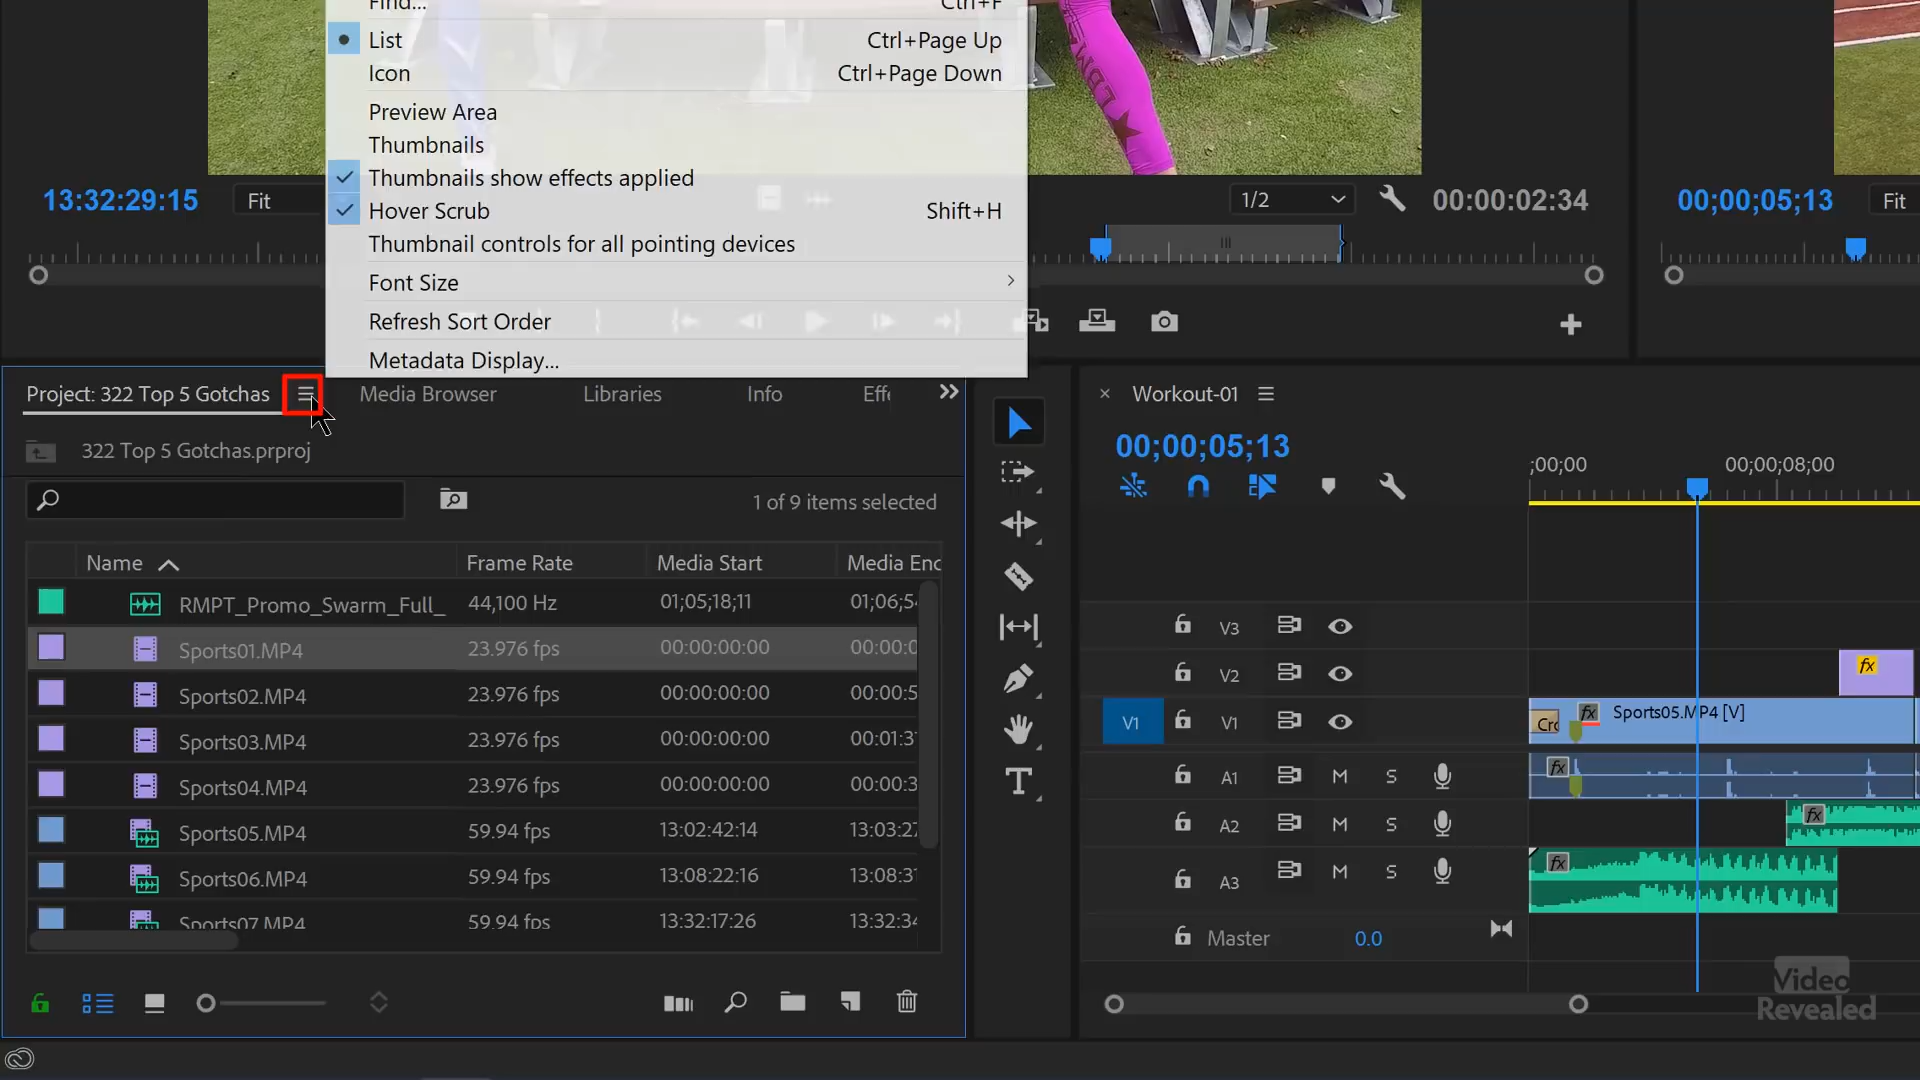 Find... Ctrl+F
List Ctrl+Page Up
Icon Ctrl+Page Down
Preview Area
Thumbnails
Thumbnails show effects applied
Hover Scrub Shift+H
Thumbnail controls for all pointing devices
Font Size
Refresh Sort Order
Metadata Display...
13:32:29:15 Fit 1/2 00:00:02:34 00;00;05;13 Fit
Project: 322 Top 5 Gotchas Media Browser Libraries Info Effe
322 Top 5 Gotchas.prproj
1 of 9 items selected
Name Frame Rate Media Start Media End
RMPT_Promo_Swarm_Full_ 44,100 Hz 01;05;18;11 01;06;54
Sports01.MP4 23.976 fps 00:00:00:00 00:00:0
Sports02.MP4 23.976 fps 00:00:00:00 00:00:5
Sports03.MP4 23.976 fps 00:00:00:00 00:01:3
Sports04.MP4 23.976 fps 00:00:00:00 00:00:3
Sports05.MP4 59.94 fps 13:02:42:14 13:03:27
Sports06.MP4 59.94 fps 13:08:22:16 13:08:3
Sports07.MP4 59.94 fps 13:32:17:26 13:32:34
× Workout-01
00;00;05;13
;00;00 00;00;08;00
V3
V2 fx
V1 V1 Cro fx Sports05.MP4 [V]
A1 M S fx
A2 M S fx
A3 M S fx
Master 0.0
Video
Revealed